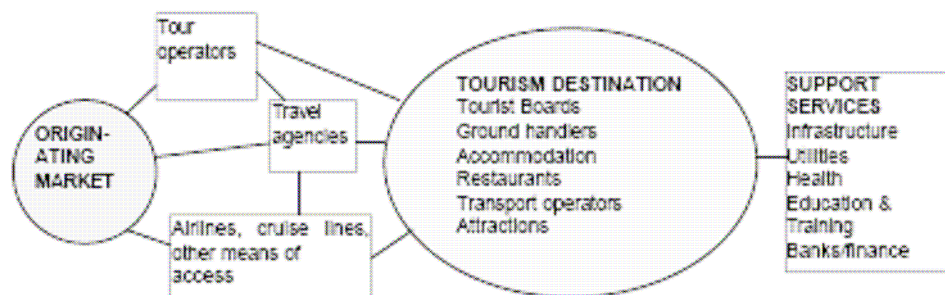 Tour
operators
Travel
agencies
ORIGIN-
ATING
MARKET
Airlines, cruise lines,
other means of
access
TOURISM DESTINATION
Tourist Boards
Ground handlers
Accommodation
Restaurants
Transport operators
Attractions
SUPPORT
SERVICES
Infrastructure
Utilities
Health
Education &
Training
Banks/finance